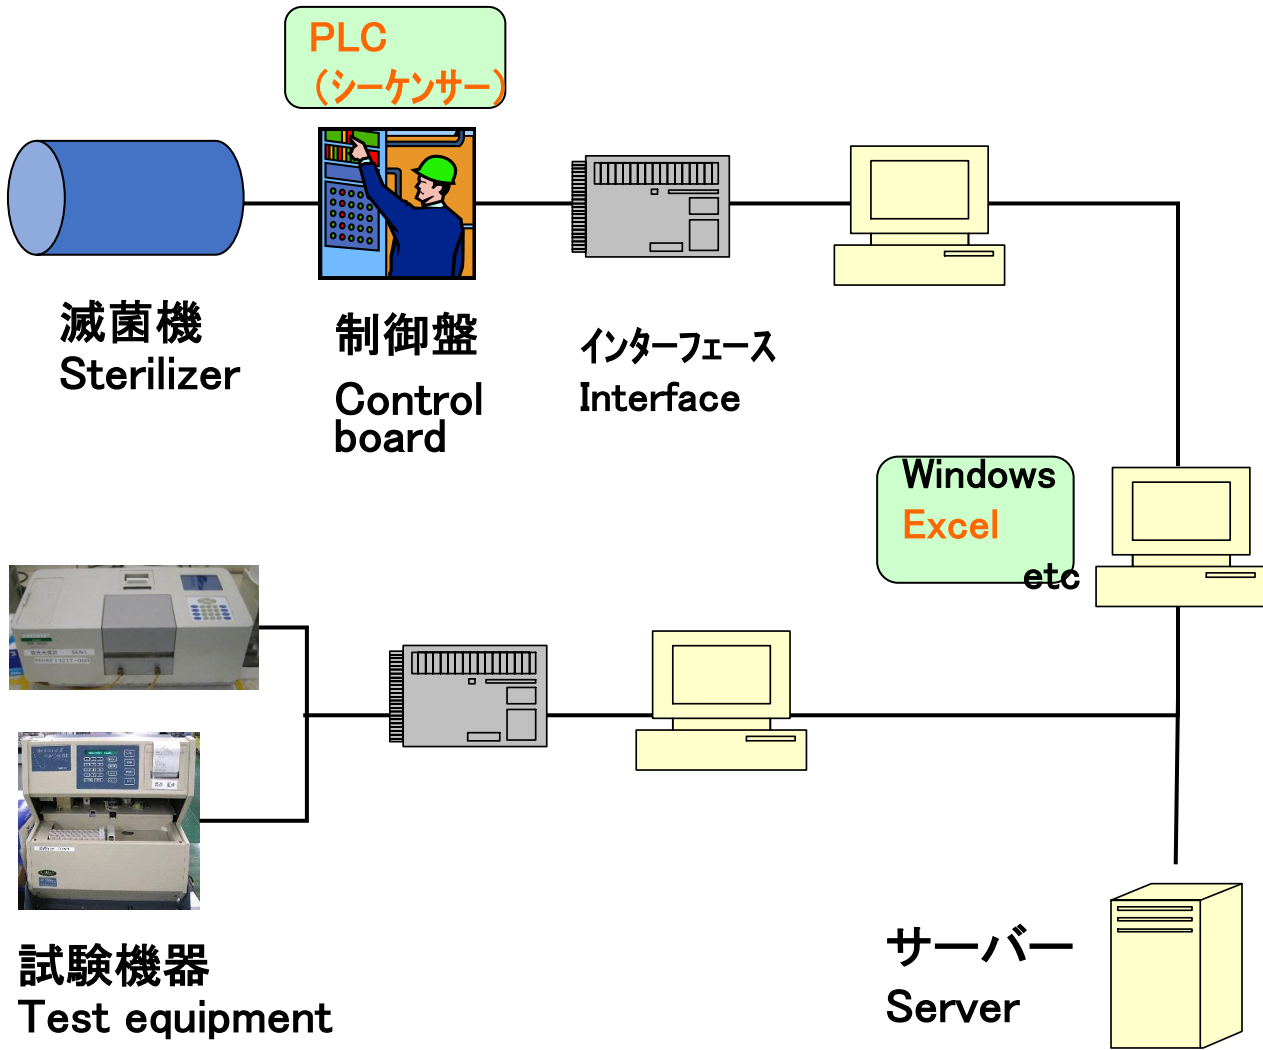 PLC
（シーケンサー）
滅菌機
Sterilizer
制御盤
Control
board
インターフェース
Interface
Windows
Excel
etc
試験機器
Test equipment
サーバー
Server